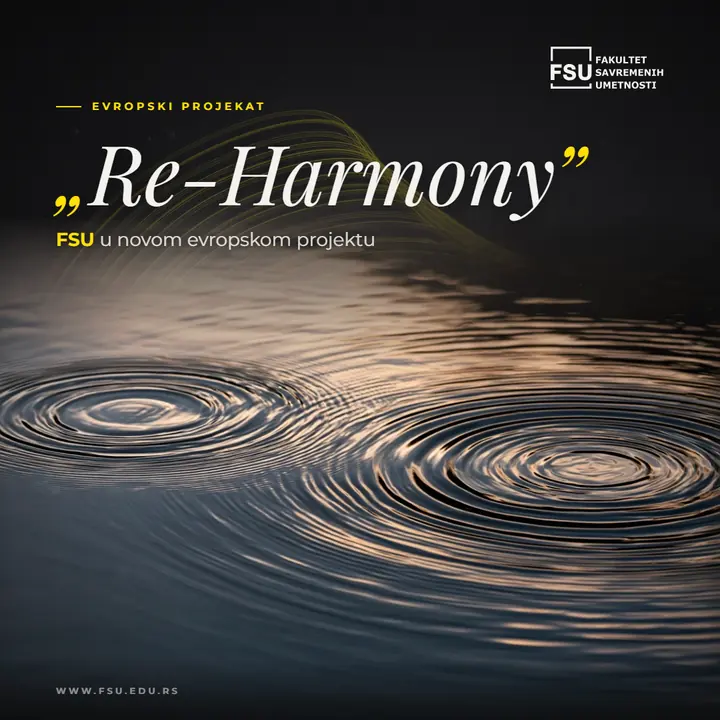 FSU FAKULTET
SAVREMENIH
UMETNOSTI
EVROPSKI PROJEKAT
„Re-Harmony”
FSU u novom evropskom projektu
WWW.FSU.EDU.RS